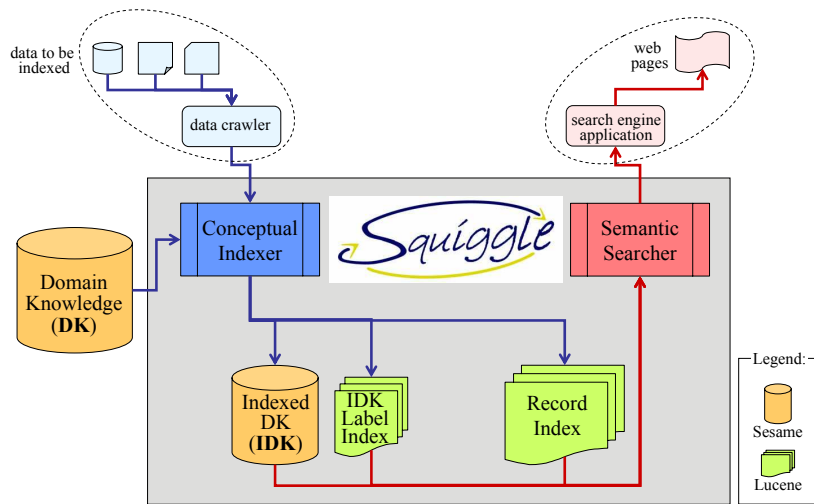 data to be
indexed
data crawler
web
pages
search engine
application
Conceptual
Indexer
Squiggle
Semantic
Searcher
Domain
Knowledge
(DK)
Indexed
DK
(IDK)
IDK
Label
Index
Record
Index
Legend:
Sesame
Lucene